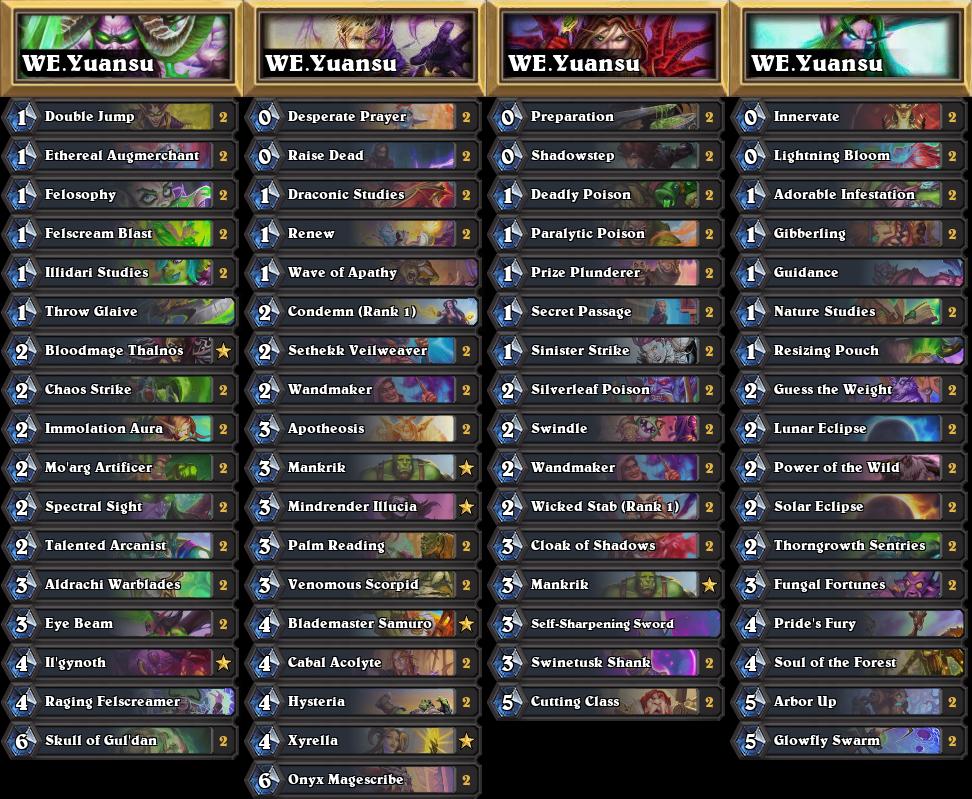 WE.Yuansu
1 Double Jump 2
1 Ethereal Augmerchant 2
1 Felosophy 2
1 Felscream Blast 2
1 Illidari Studies 2
1 Throw Glaive
2 Bloodmage Thalnos
2 Chaos Strike 2
2 Immolation Aura 2
2 Mo'arg Artificer 2
2 Spectral Sight 2
2 Talented Arcanist 2
3 Aldrachi Warblades 2
3 Eye Beam 2
4 Il'gynoth
4 Raging Felscreamer
6 Skull of Gul'dan 2
WE.Yuansu
0 Desperate Prayer 2
0 Raise Dead 2
1 Draconic Studies 2
1 Renew 2
1 Wave of Apathy
2 Condemn (Rank 1)
2 Sethekk Veilweaver 2
2 Wandmaker 2
3 Apotheosis 2
3 Mankrik
3 Mindrender Illucia
3 Palm Reading 2
3 Venomous Scorpid 2
4 Blademaster Samuro
4 Cabal Acolyte 2
4 Hysteria 2
4 Xyrella
6 Onyx Magescribe 2
WE.Yuansu
0 Preparation 2
0 Shadowstep 2
1 Deadly Poison 2
1 Paralytic Poison 2
1 Prize Plunderer 2
1 Secret Passage 2
1 Sinister Strike 2
2 Silverleaf Poison 2
2 Swindle 2
2 Wandmaker 2
2 Wicked Stab (Rank 1) 2
3 Cloak of Shadows 2
3 Mankrik
3 Self-Sharpening Sword
3 Swinetusk Shank 2
5 Cutting Class 2
WE.Yuansu
0 Innervate 2
0 Lightning Bloom 2
1 Adorable Infestation 2
1 Gibberling 2
1 Guidance
1 Nature Studies 2
1 Resizing Pouch
2 Guess the Weight 2
2 Lunar Eclipse 2
2 Power of the Wild 2
2 Solar Eclipse 2
2 Thorngrowth Sentries 2
3 Fungal Fortunes 2
4 Pride's Fury
4 Soul of the Forest
5 Arbor Up 2
5 Glowfly Swarm 2